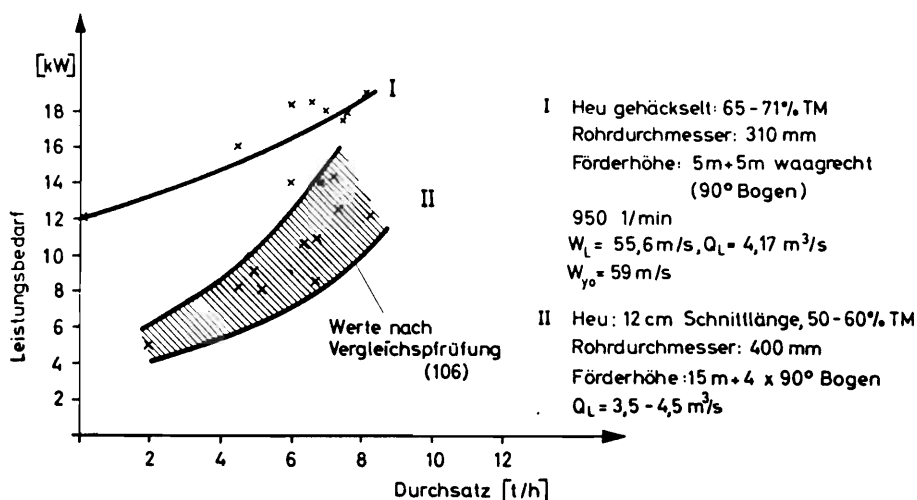 [kW]
18
16
14
12
10
8
6
4
2
Leistungsbedarf
2
4
6
8
10
12
Durchsatz [t/h]
I
II
Werte nach
Vergleichspfrüfung
(106)
I Heu gehäckselt: 65-71% TM
Rohrdurchmesser: 310 mm
Förderhöhe: 5m+5m waagrecht
(90° Bogen)
950 1/min
W_L = 55,6 m/s, Q_L = 4,17 m³/s
W_yo = 59 m/s
II Heu: 12 cm Schnittlänge, 50-60% TM
Rohrdurchmesser: 400 mm
Förderhöhe: 15 m + 4 x 90° Bogen
Q_L = 3,5 - 4,5 m³/s